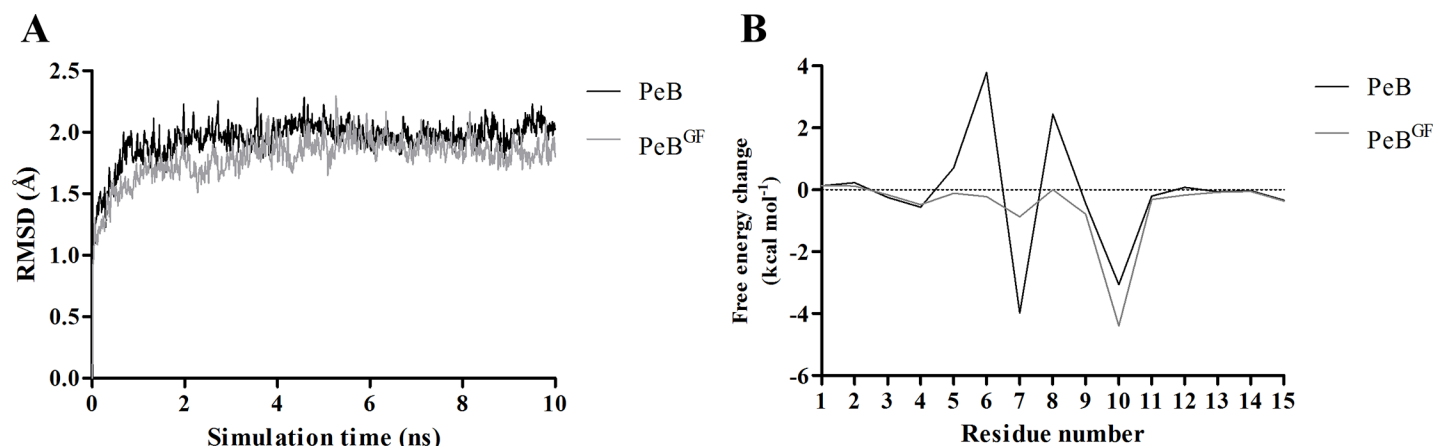 A
2.5
2.0
1.5
1.0
0.5
0.0
RMSD (Å)
0 2 4 6 8 10
Simulation time (ns)
PeB
PeB^GF
B
4
2
0
-2
-4
-6
Free energy change
(kcal mol⁻¹)
1 2 3 4 5 6 7 8 9 10 11 12 13 14 15
Residue number
PeB
PeB^GF